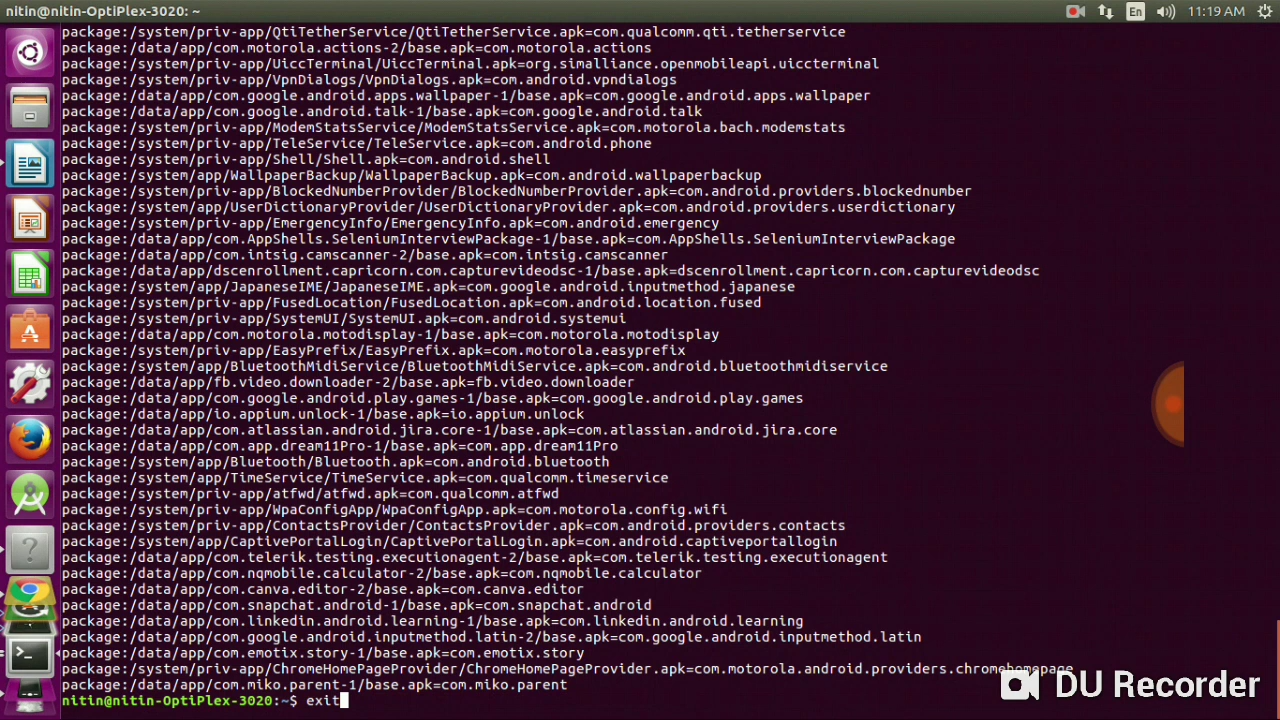 nitin@nitin-OptiPlex-3020: ~
En
11:19 AM
package:/system/priv-app/QtiTetherService/QtiTetherService.apk=com.qualcomm.qti.tetherservice
package:/data/app/com.motorola.actions-2/base.apk=com.motorola.actions
package:/system/app/UiccTerminal/UiccTerminal.apk=org.simalliance.openmobileapi.uiccterminal
package:/system/priv-app/VpnDialogs/VpnDialogs.apk=com.android.vpndialogs
package:/data/app/com.google.android.apps.wallpaper-1/base.apk=com.google.android.apps.wallpaper
package:/data/app/com.google.android.talk-1/base.apk=com.google.android.talk
package:/system/priv-app/ModemStatsService/ModemStatsService.apk=com.motorola.bach.modemstats
package:/system/priv-app/TeleService/TeleService.apk=com.android.phone
package:/system/priv-app/Shell/Shell.apk=com.android.shell
package:/system/app/WallpaperBackup/WallpaperBackup.apk=com.android.wallpaperbackup
package:/system/priv-app/BlockedNumberProvider/BlockedNumberProvider.apk=com.android.providers.blockednumber
package:/system/app/UserDictionaryProvider/UserDictionaryProvider.apk=com.android.providers.userdictionary
package:/system/priv-app/EmergencyInfo/EmergencyInfo.apk=com.android.emergency
package:/data/app/com.AppShells.SeleniumInterviewPackage-1/base.apk=com.AppShells.SeleniumInterviewPackage
package:/data/app/com.intsig.camscanner-2/base.apk=com.intsig.camscanner
package:/data/app/dscenrollment.capricorn.com.capturevideodsc-1/base.apk=dscenrollment.capricorn.com.capturevideodsc
package:/system/app/JapaneseIME/JapaneseIME.apk=com.google.android.inputmethod.japanese
package:/system/priv-app/FusedLocation/FusedLocation.apk=com.android.location.fused
package:/system/priv-app/SystemUI/SystemUI.apk=com.android.systemui
package:/data/app/com.motorola.motodisplay-1/base.apk=com.motorola.motodisplay
package:/system/priv-app/EasyPrefix/EasyPrefix.apk=com.motorola.easyprefix
package:/system/app/BluetoothMidiService/BluetoothMidiService.apk=com.android.bluetoothmidiservice
package:/data/app/fb.video.downloader-2/base.apk=fb.video.downloader
package:/data/app/com.google.android.play.games-1/base.apk=com.google.android.play.games
package:/data/app/io.appium.unlock-1/base.apk=io.appium.unlock
package:/data/app/com.atlassian.android.jira.core-1/base.apk=com.atlassian.android.jira.core
package:/data/app/com.app.dream11Pro-1/base.apk=com.app.dream11Pro
package:/system/app/Bluetooth/Bluetooth.apk=com.android.bluetooth
package:/system/app/TimeService/TimeService.apk=com.qualcomm.timeservice
package:/system/priv-app/atfwd/atfwd.apk=com.qualcomm.atfwd
package:/system/priv-app/WpaConfigApp/WpaConfigApp.apk=com.motorola.config.wifi
package:/system/priv-app/ContactsProvider/ContactsProvider.apk=com.android.providers.contacts
package:/system/app/CaptivePortalLogin/CaptivePortalLogin.apk=com.android.captiveportallogin
package:/data/app/com.telerik.testing.executionagent-2/base.apk=com.telerik.testing.executionagent
package:/data/app/com.nqmobile.calculator-2/base.apk=com.nqmobile.calculator
package:/data/app/com.canva.editor-2/base.apk=com.canva.editor
package:/data/app/com.snapchat.android-1/base.apk=com.snapchat.android
package:/data/app/com.linkedin.android.learning-1/base.apk=com.linkedin.android.learning
package:/data/app/com.google.android.inputmethod.latin-2/base.apk=com.google.android.inputmethod.latin
package:/data/app/com.emotix.story-1/base.apk=com.emotix.story
package:/system/priv-app/ChromeHomePageProvider/ChromeHomePageProvider.apk=com.motorola.android.providers.chromehomepage
package:/data/app/com.miko.parent-1/base.apk=com.miko.parent
nitin@nitin-OptiPlex-3020:~$ exit
DU Recorder